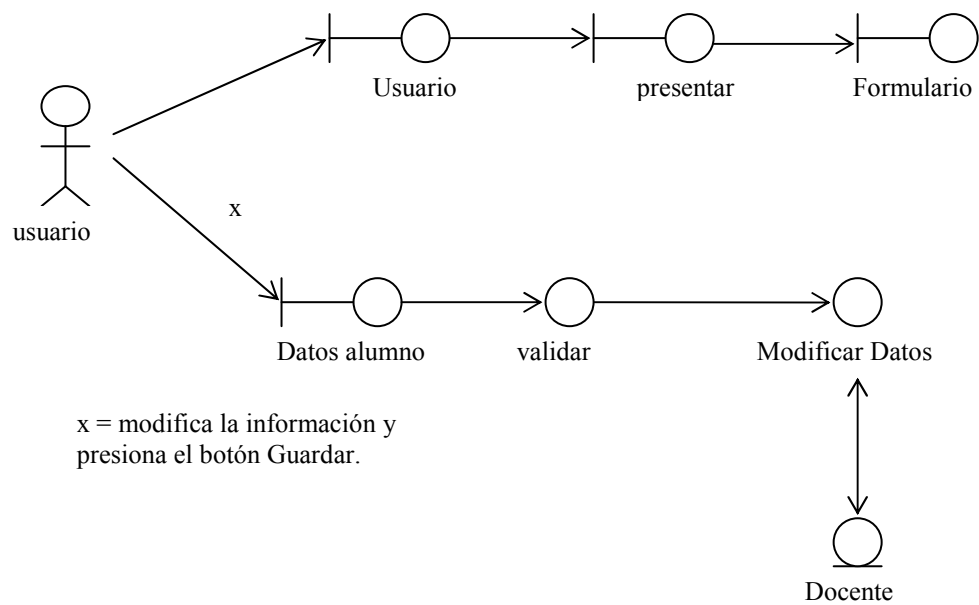 Usuario
presentar
Formulario
usuario
x
Datos alumno
validar
Modificar Datos
x = modifica la información y
presiona el botón Guardar.
Docente